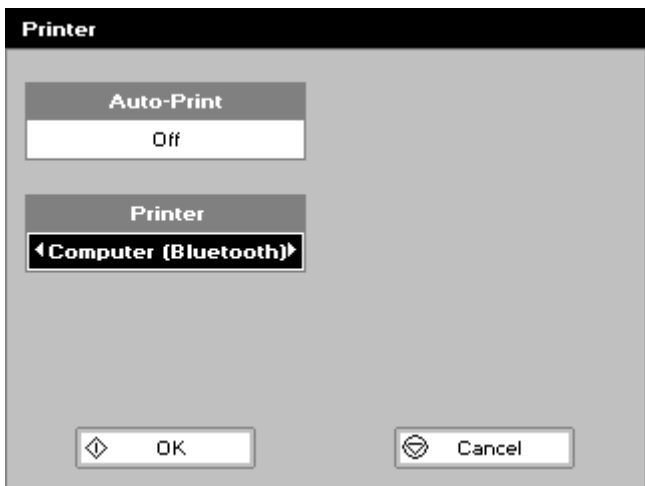 Printer
Auto-Print
Off
Printer
Computer (Bluetooth)
OK
Cancel